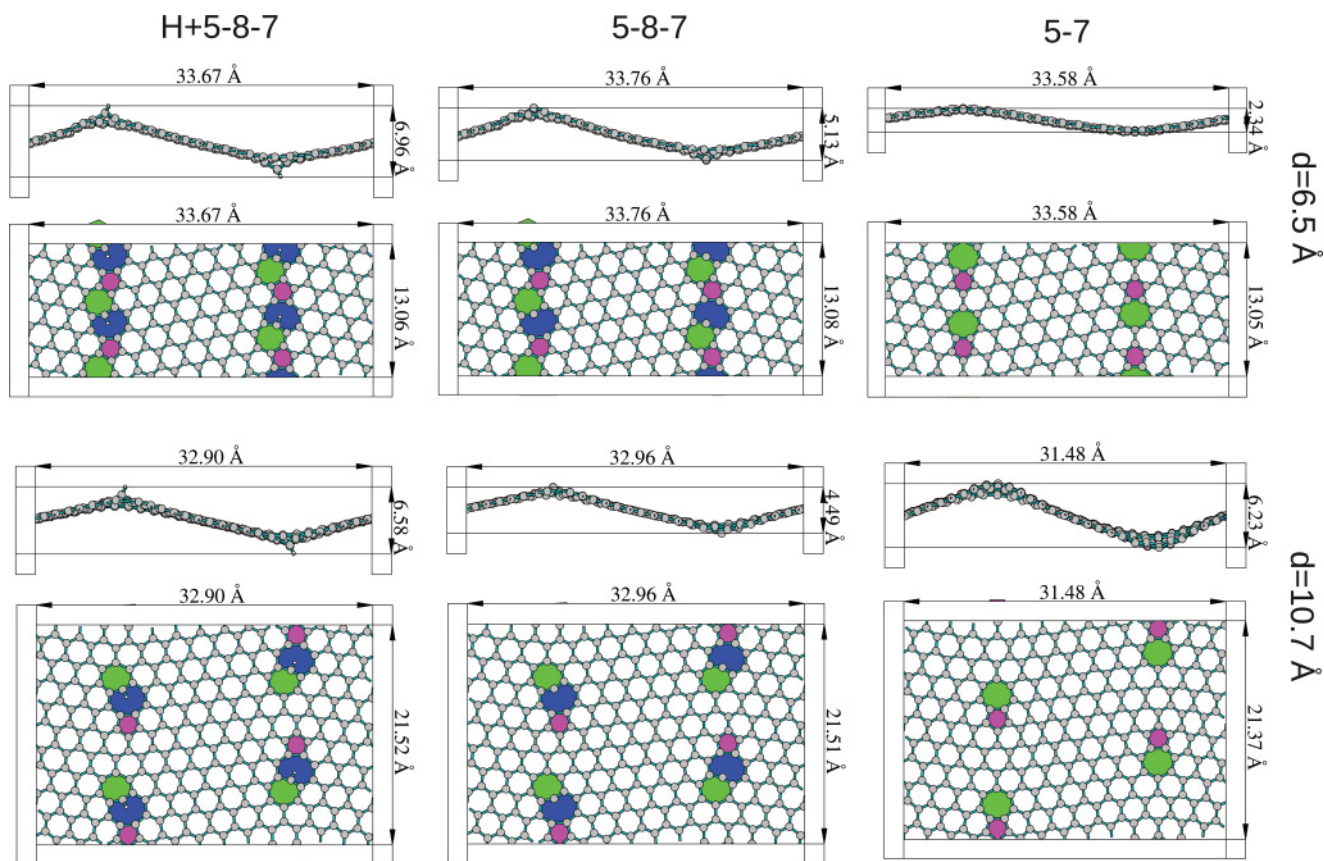 H+5-8-7
5-8-7
5-7
33.67 Å
33.76 Å
33.58 Å
6.96 Å
5.13 Å
2.34 Å
d=6.5 Å
33.67 Å
33.76 Å
33.58 Å
13.06 Å
13.08 Å
13.05 Å
32.90 Å
32.96 Å
31.48 Å
6.58 Å
4.49 Å
6.23 Å
d=10.7 Å
32.90 Å
32.96 Å
31.48 Å
21.52 Å
21.51 Å
21.37 Å